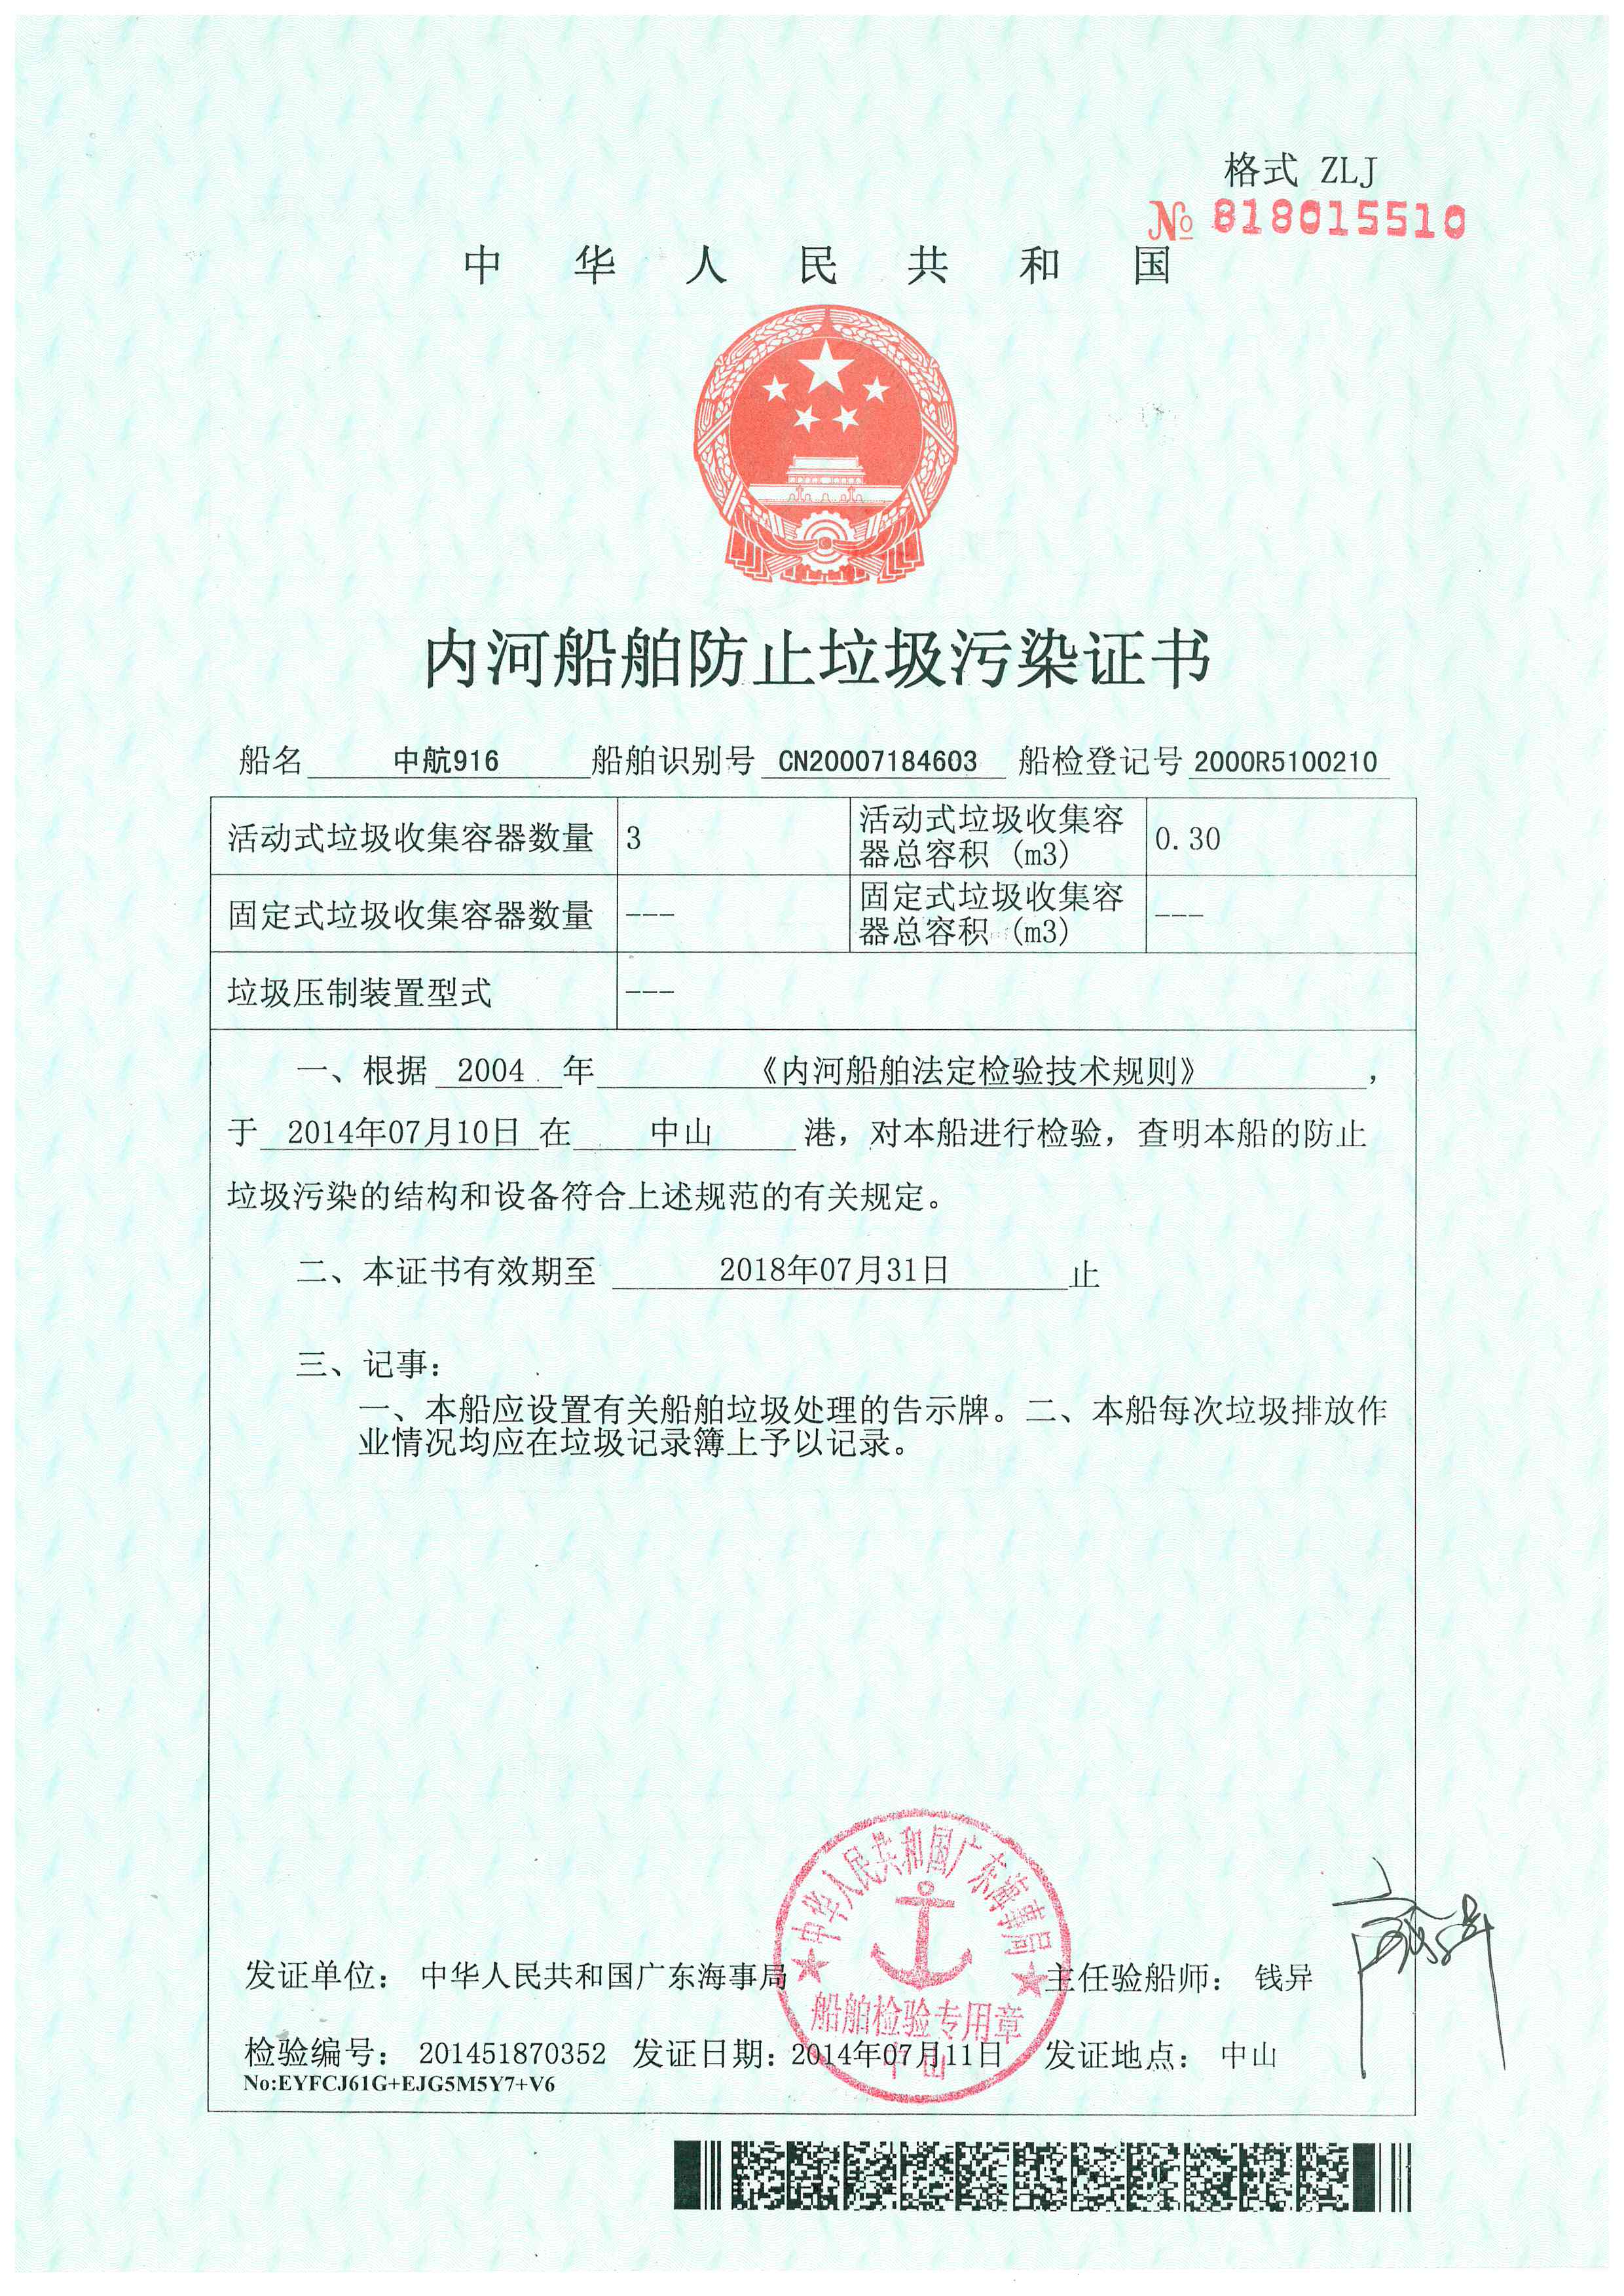 格式 ZLJ
№ 818015510
中华人民共和国
内河船舶防止垃圾污染证书
船名 中航916 船舶识别号 CN20007184603 船检登记号 2000R5100210
活动式垃圾收集容器数量 3 活动式垃圾收集容
器总容积 (m3) 0.30
固定式垃圾收集容器数量 --- 固定式垃圾收集容
器总容积 (m3) ---
垃圾压制装置型式 ---
一、根据 2004 年 《内河船舶法定检验技术规则》 ，
于 2014年07月10日 在 中山 港，对本船进行检验，查明本船的防止
垃圾污染的结构和设备符合上述规范的有关规定。
二、本证书有效期至 2018年07月31日 止
三、记事：
一、本船应设置有关船舶垃圾处理的告示牌。二、本船每次垃圾排放作
业情况均应在垃圾记录簿上予以记录。
中华人民共和国广东海事局
发证单位： 中华人民共和国广东海事局 主任验船师： 钱异
船舶检验专用章
检验编号： 201451870352 发证日期：2014年07月11日 发证地点： 中山
中山
No:EYFCJ61G+EJG5M5Y7+V6